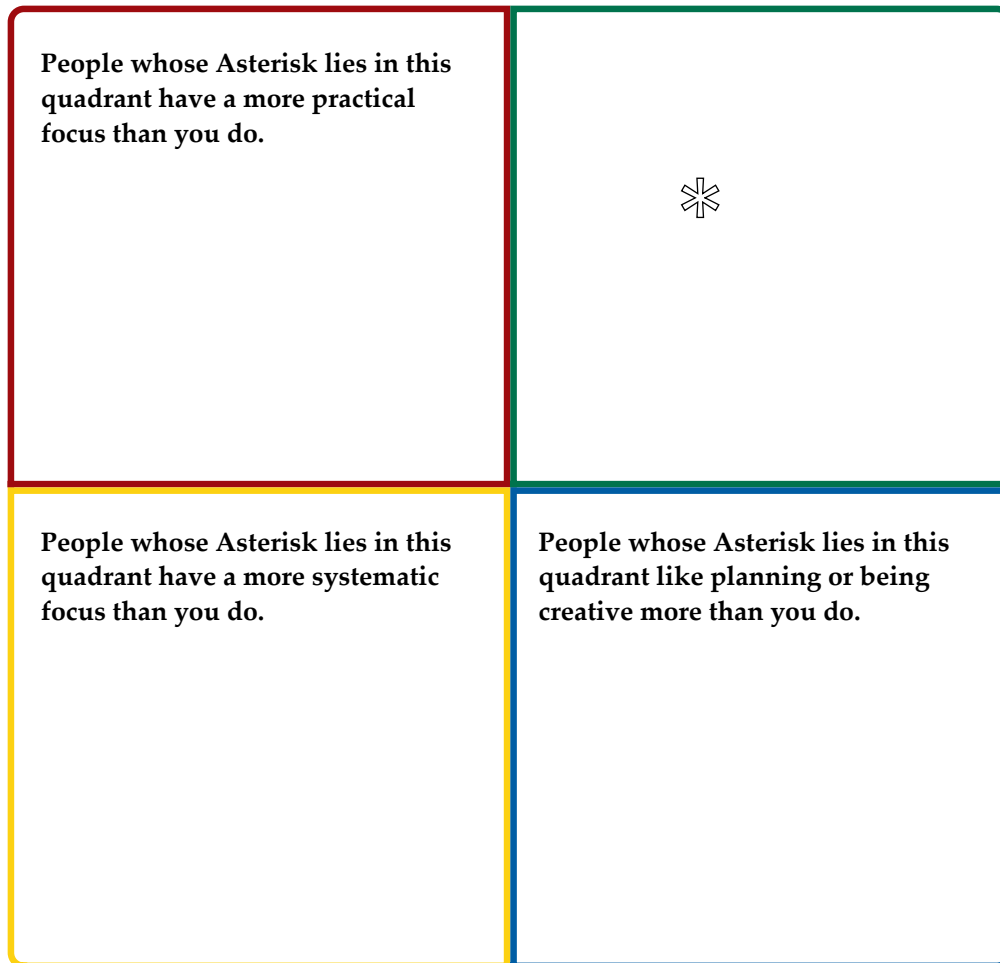 People whose Asterisk lies in this
quadrant have a more practical
focus than you do.
People whose Asterisk lies in this
quadrant have a more systematic
focus than you do.
People whose Asterisk lies in this
quadrant like planning or being
creative more than you do.